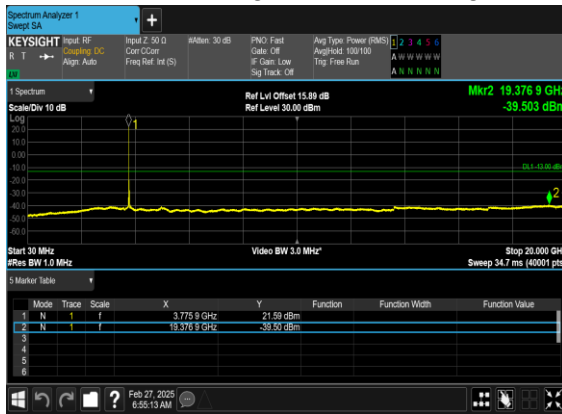 Spectrum Analyzer 1
Swept SA
+
KEYSIGHT Input: RF Input Z: 50 Ω #Atten: 30 dB PNO: Fast Avg Type: Power (RMS) 1 2 3 4 5 6
R T Coupling: DC Corr CCorr Gate: Off Avg|Hold: 100/100 A W W W W W
Align: Auto Freq Ref: Int (S) IF Gain: Low Trig: Free Run
Sig Track: Off A N N N N N
1 Spectrum Ref Lvl Offset 15.89 dB Mkr2 19.376 9 GHz
Scale/Div 10 dB Ref Level 30.00 dBm -39.503 dBm
Log
20.0
10.0
0.00
-10.0
-20.0
-30.0
-40.0
-50.0
-60.0
1
DL1 -13.00 dBm
2
Start 30 MHz Video BW 3.0 MHz* Stop 20.000 GHz
#Res BW 1.0 MHz Sweep 34.7 ms (40001 pts)
5 Marker Table
Mode Trace Scale X Y Function Function Width Function Value
1 N 1 f 3.775 9 GHz 21.59 dBm
2 N 1 f 19.376 9 GHz -39.50 dBm
3
4
5
6
? Feb 27, 2025
6:55:13 AM